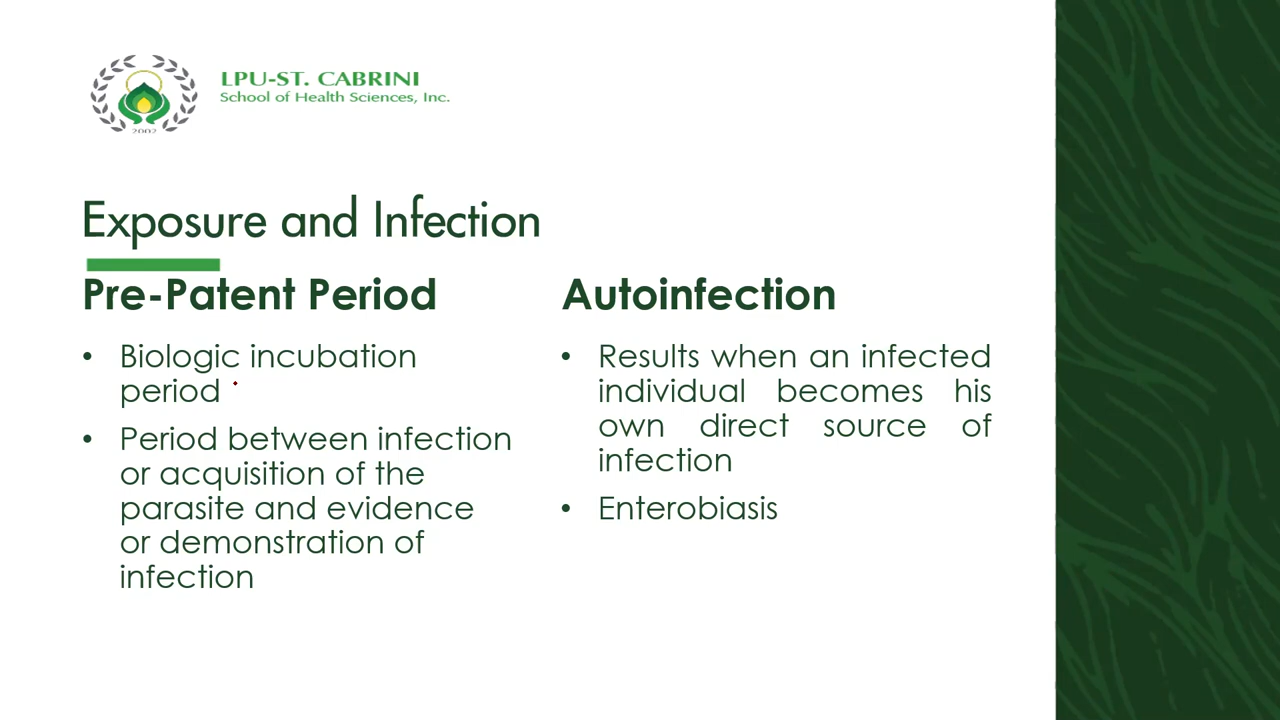 LPU-ST. CABRINI
School of Health Sciences, Inc.
2002
Exposure and Infection
Pre-Patent Period
• Biologic incubation
period
• Period between infection
or acquisition of the
parasite and evidence
or demonstration of
infection
Autoinfection
• Results when an infected
individual becomes his
own direct source of
infection
• Enterobiasis